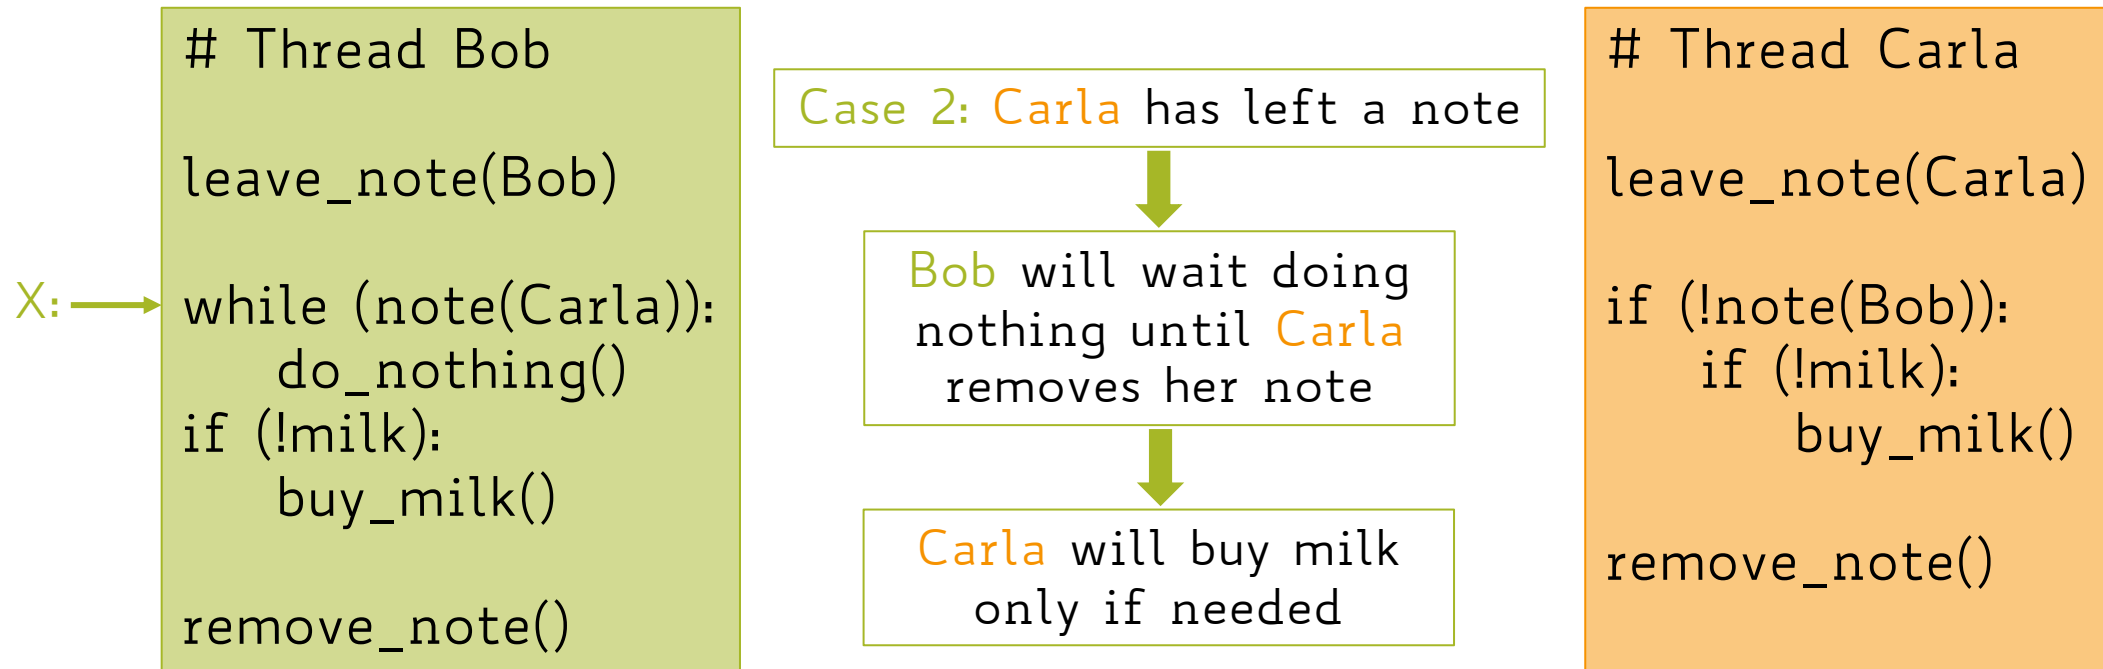 # Thread Bob
leave_note(Bob)
X:
while (note(Carla)):
do_nothing()
if (!milk):
buy_milk()
remove_note()
Case 2: Carla has left a note
Bob will wait doing
nothing until Carla
removes her note
Carla will buy milk
only if needed
# Thread Carla
leave_note(Carla)
if (!note(Bob)):
if (!milk):
buy_milk()
remove_note()